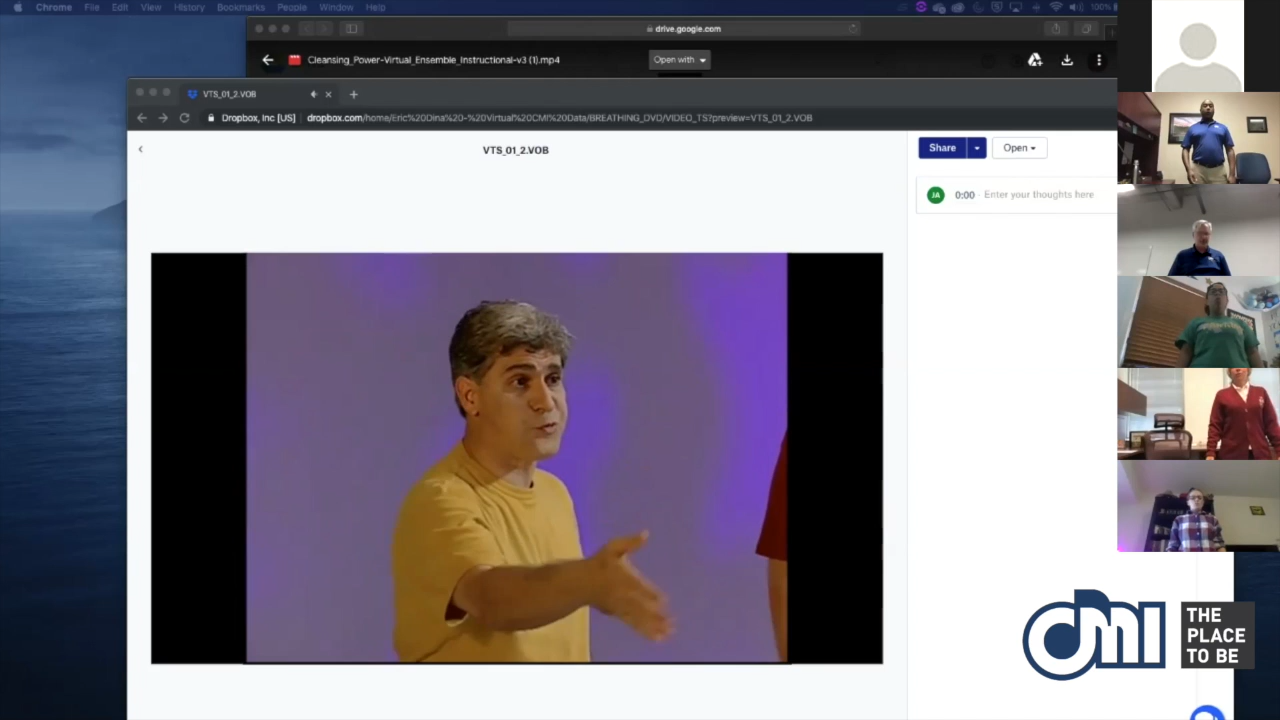 Chrome File Edit View History Bookmarks People Window Help 100%
drive.google.com
Cleansing_Power-Virtual_Ensemble_Instructional-v3 (1).mp4 Open with
VTS_01_2.VOB
Dropbox, Inc [US] dropbox.com/home/Eric%20Dina%20-%20Virtual%20CMI%20Data/BREATHING_DVD/VIDEO_TS?preview=VTS_01_2.VOB
VTS_01_2.VOB
Share Open
JA 0:00 - Enter your thoughts here
cmi THE
PLACE
TO BE